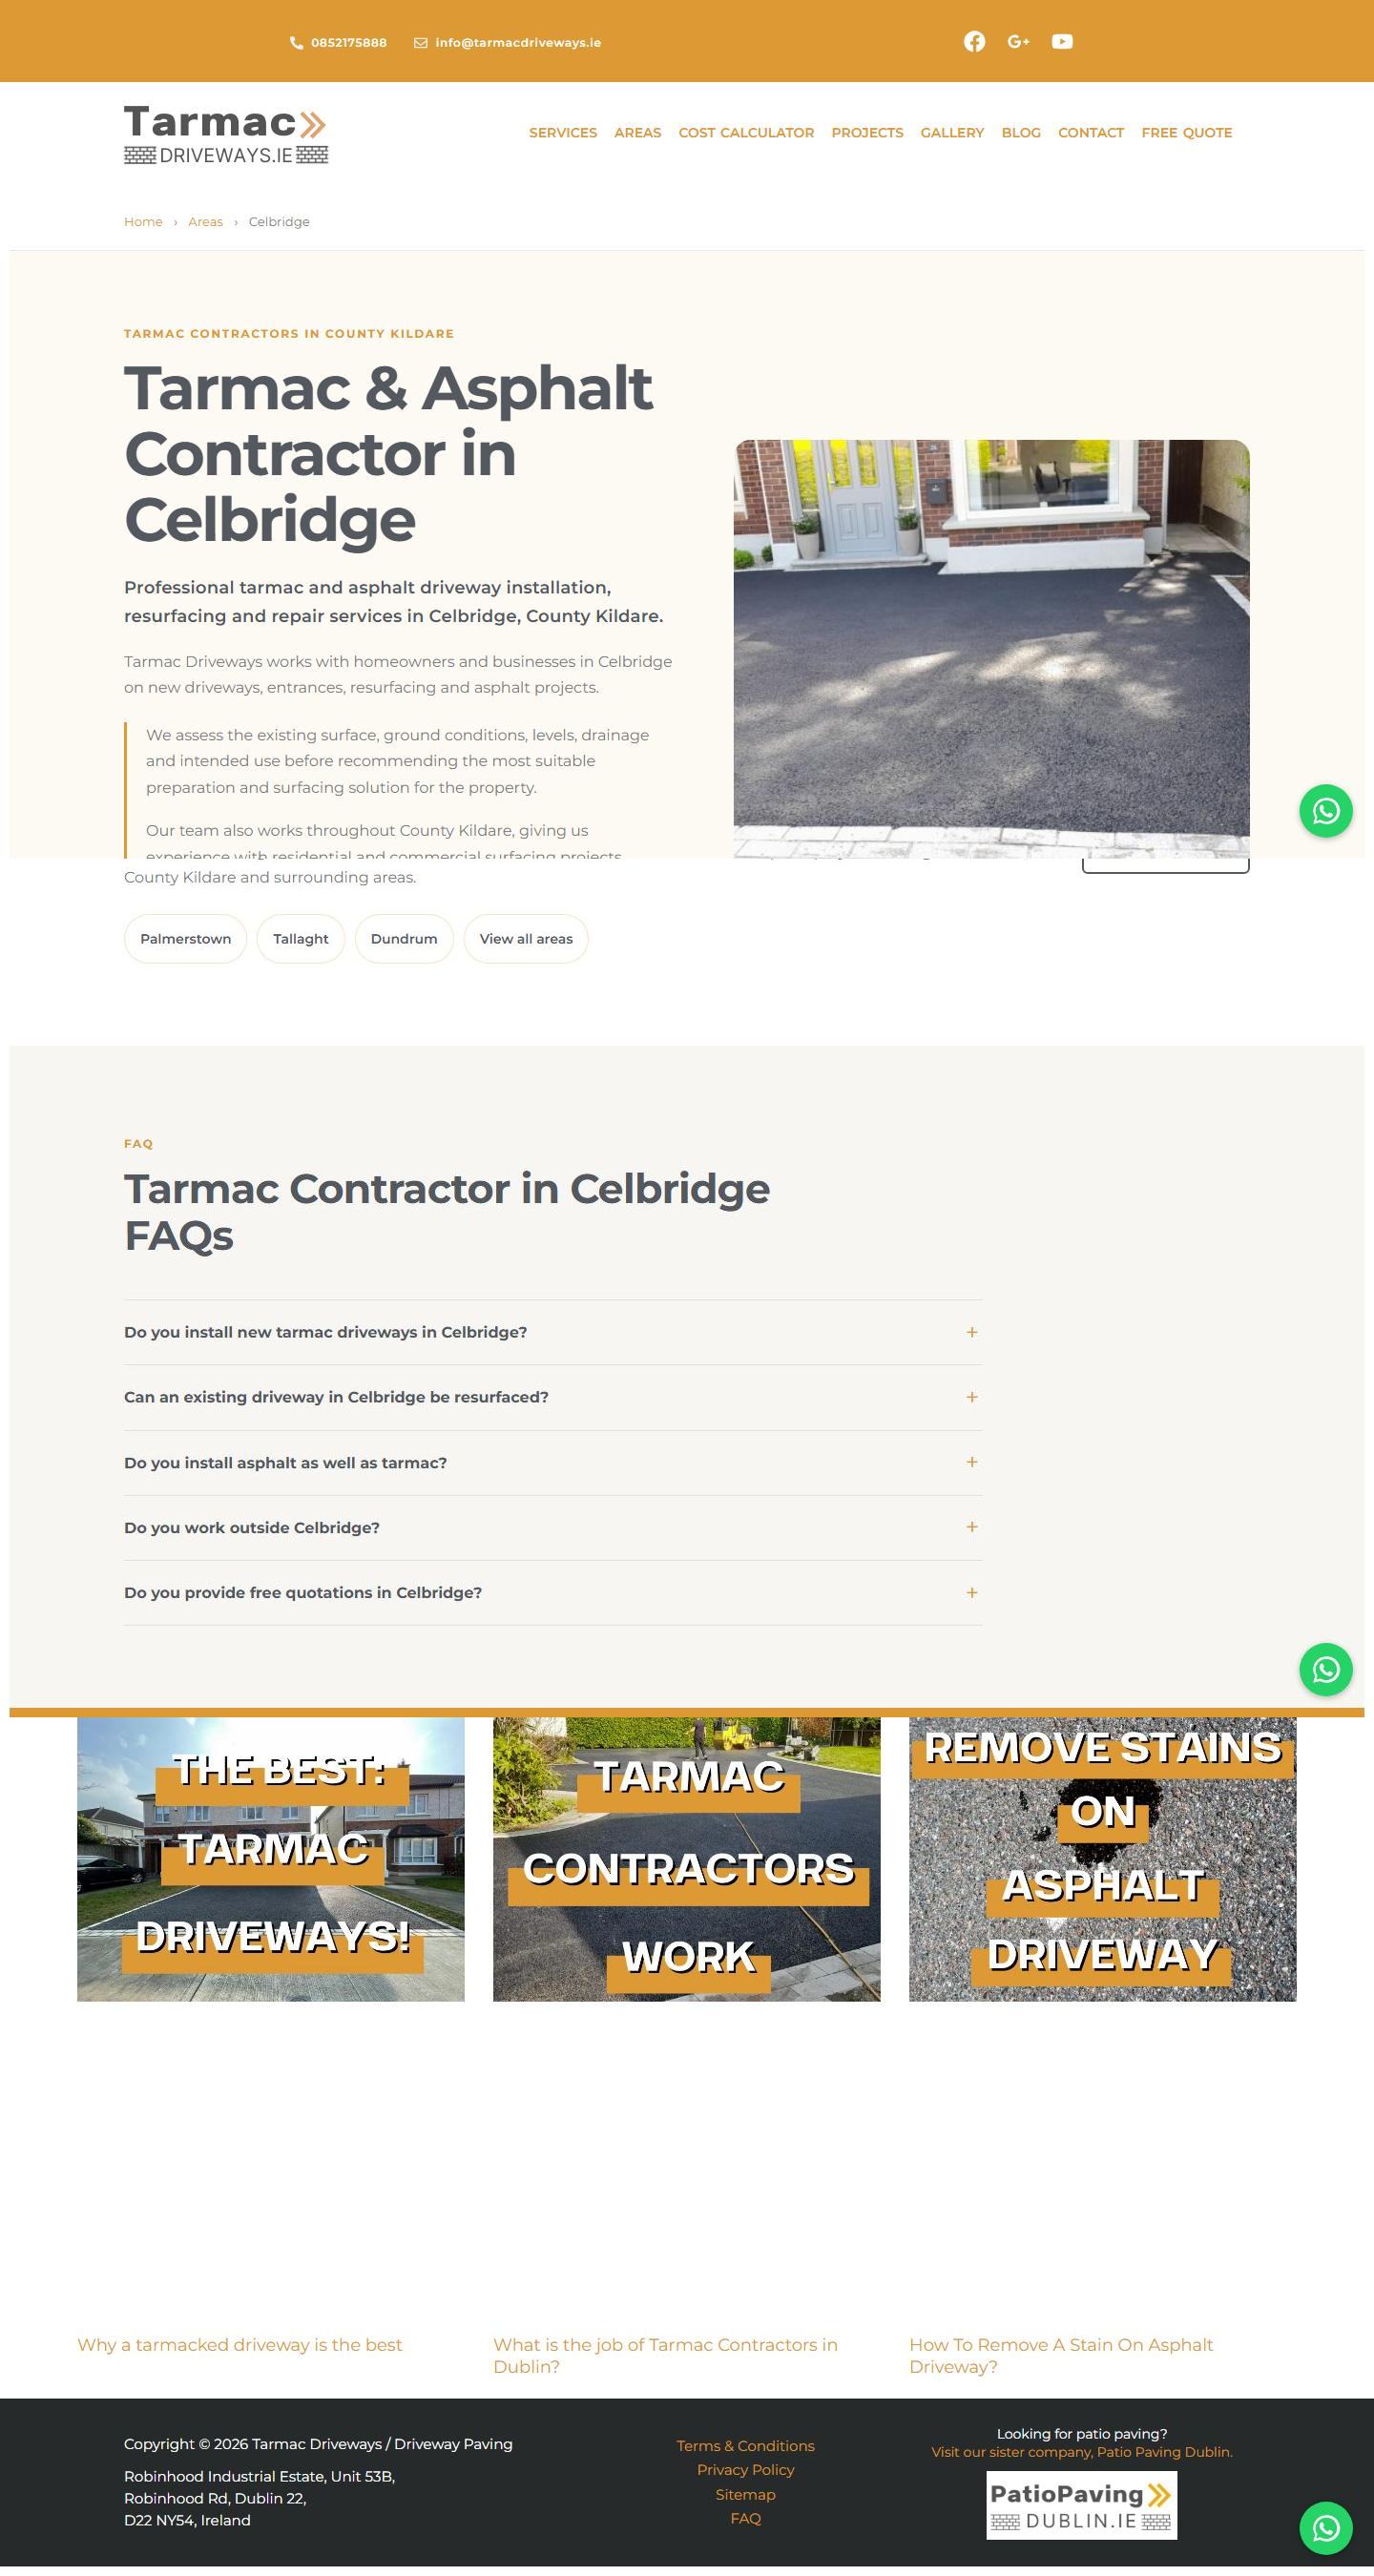 0852175888
info@tarmacdriveways.ie
Tarmac
DRIVEWAYS.IE
SERVICES AREAS COST CALCULATOR PROJECTS GALLERY BLOG CONTACT FREE QUOTE
Home › Areas › Celbridge
TARMAC CONTRACTORS IN COUNTY KILDARE
Tarmac & Asphalt
Contractor in
Celbridge
Professional tarmac and asphalt driveway installation,
resurfacing and repair services in Celbridge, County Kildare.
Tarmac Driveways works with homeowners and businesses in Celbridge
on new driveways, entrances, resurfacing and asphalt projects.
We assess the existing surface, ground conditions, levels, drainage
and intended use before recommending the most suitable
preparation and surfacing solution for the property.
Our team also works throughout County Kildare, giving us
experience with residential and commercial surfacing projects
County Kildare and surrounding areas.
Palmerstown
Tallaght
Dundrum
View all areas
FAQ
Tarmac Contractor in Celbridge
FAQs
Do you install new tarmac driveways in Celbridge? +
Can an existing driveway in Celbridge be resurfaced? +
Do you install asphalt as well as tarmac? +
Do you work outside Celbridge? +
Do you provide free quotations in Celbridge? +
THE BEST:
TARMAC
DRIVEWAYS!
TARMAC
CONTRACTORS
WORK
REMOVE STAINS
ON
ASPHALT
DRIVEWAY
Why a tarmacked driveway is the best
What is the job of Tarmac Contractors in
Dublin?
How To Remove A Stain On Asphalt
Driveway?
Copyright © 2026 Tarmac Driveways / Driveway Paving
Robinhood Industrial Estate, Unit 53B,
Robinhood Rd, Dublin 22,
D22 NY54, Ireland
Terms & Conditions
Privacy Policy
Sitemap
FAQ
Looking for patio paving?
Visit our sister company, Patio Paving Dublin.
PatioPaving
DUBLIN.IE